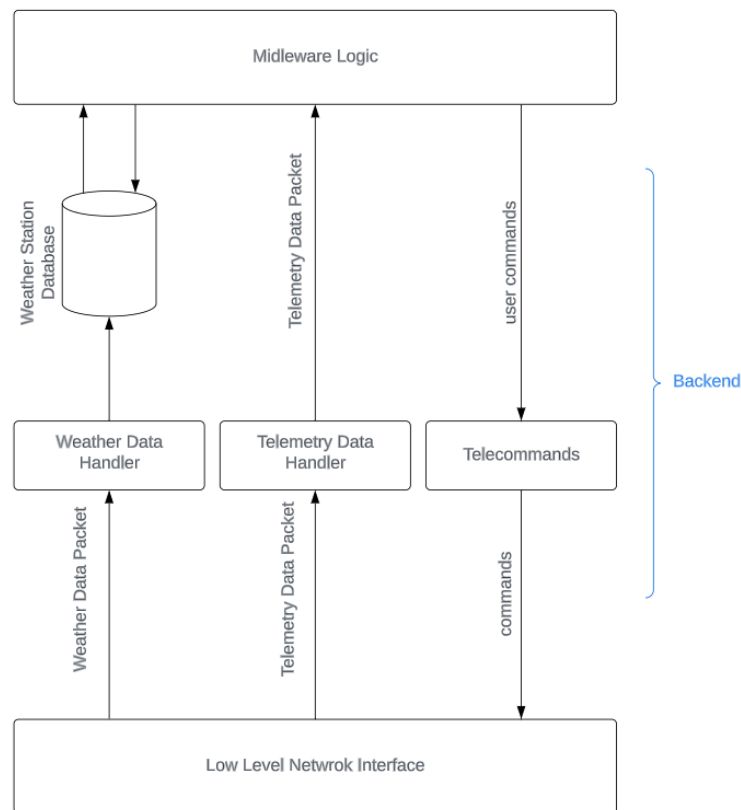 Midleware Logic
Weather Station
Database
Telemetry Data Packet
user commands
Backend
Weather Data
Handler
Telemetry Data
Handler
Telecommands
Weather Data Packet
Telemetry Data Packet
commands
Low Level Netwrok Interface